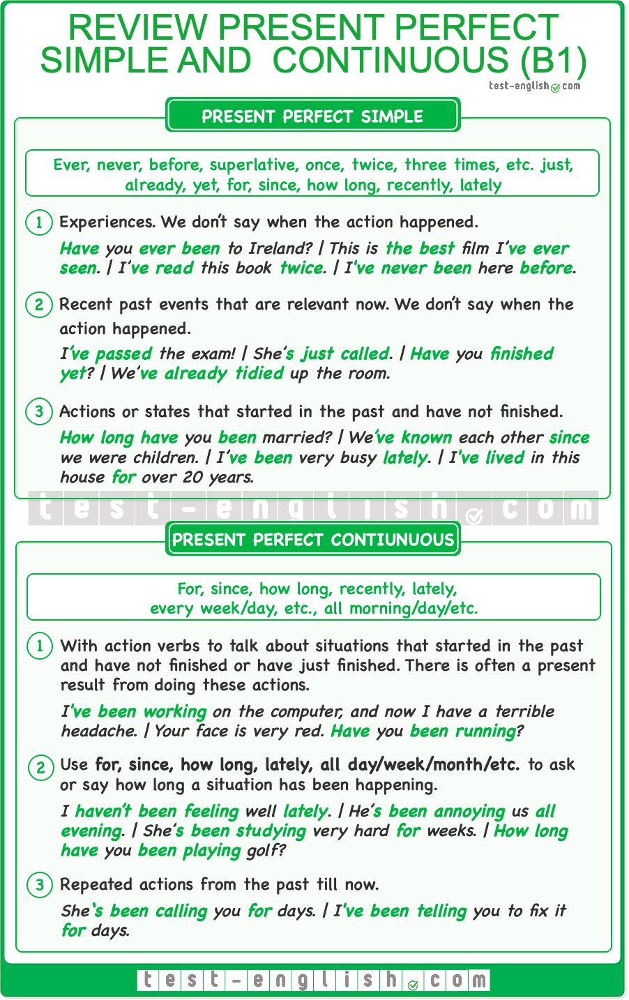 REVIEW PRESENT PERFECT
SIMPLE AND CONTINUOUS (B1)
test-english.com
PRESENT PERFECT SIMPLE
Ever, never, before, superlative, once, twice, three times, etc. just,
already, yet, for, since, how long, recently, lately
1 Experiences. We don't say when the action happened.
Have you ever been to Ireland? | This is the best film I've ever
seen. | I've read this book twice. | I've never been here before.
2 Recent past events that are relevant now. We don't say when the
action happened.
I've passed the exam! | She's just called. | Have you finished
yet? | We've already tidied up the room.
3 Actions or states that started in the past and have not finished.
How long have you been married? | We've known each other since
we were children. | I've been very busy lately. | I've lived in this
house for over 20 years.
test-english.com
PRESENT PERFECT CONTIUNUOUS
For, since, how long, recently, lately,
every week/day, etc., all morning/day/etc.
1 With action verbs to talk about situations that started in the past
and have not finished or have just finished. There is often a present
result from doing these actions.
I've been working on the computer, and now I have a terrible
headache. | Your face is very red. Have you been running?
2 Use for, since, how long, lately, all day/week/month/etc. to ask
or say how long a situation has been happening.
I haven't been feeling well lately. | He's been annoying us all
evening. | She's been studying very hard for weeks. | How long
have you been playing golf?
3 Repeated actions from the past till now.
She's been calling you for days. | I've been telling you to fix it
for days.
test-english.com